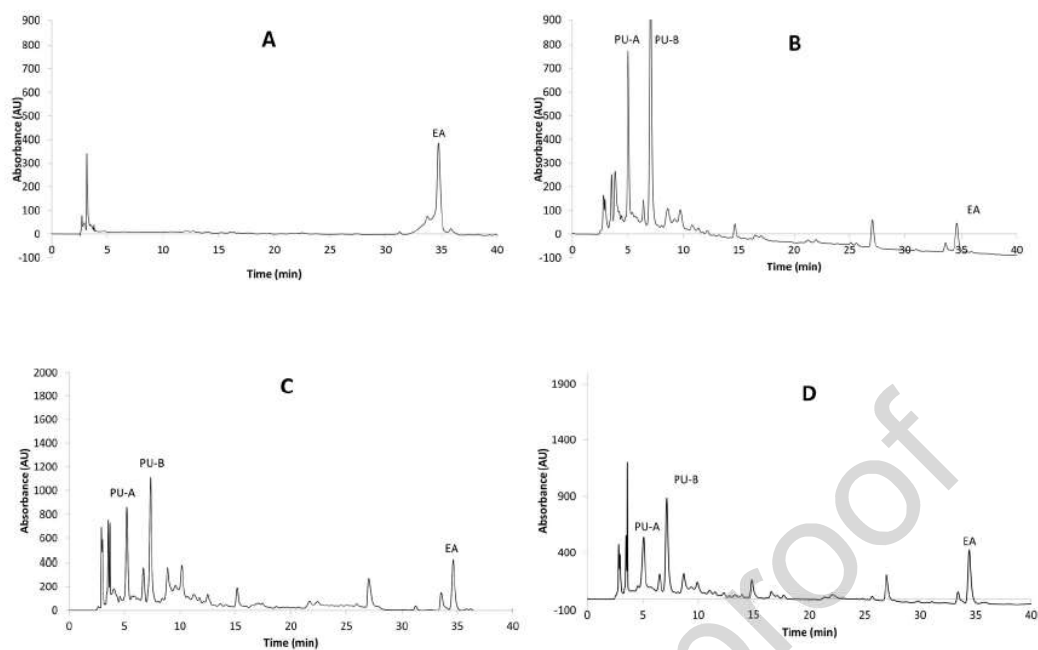 A
Absorbance (AU)
900
800
700
600
500
400
300
200
100
0
-100
EA
0 5 10 15 20 25 30 35 40
Time (min)
B
Absorbance (AU)
900
800
700
600
500
400
300
200
100
0
-100
PU-A PU-B
EA
0 5 10 15 20 25 30 35 40
Time (min)
C
Absorbance (AU)
2000
1800
1600
1400
1200
1000
800
600
400
200
0
PU-B
PU-A
EA
0 5 10 15 20 25 30 35 40
Time (min)
D
Absorbance (AU)
1900
1400
900
400
-100
PU-B
PU-A
EA
0 5 10 15 20 25 30 35 40
Time (min)
proof